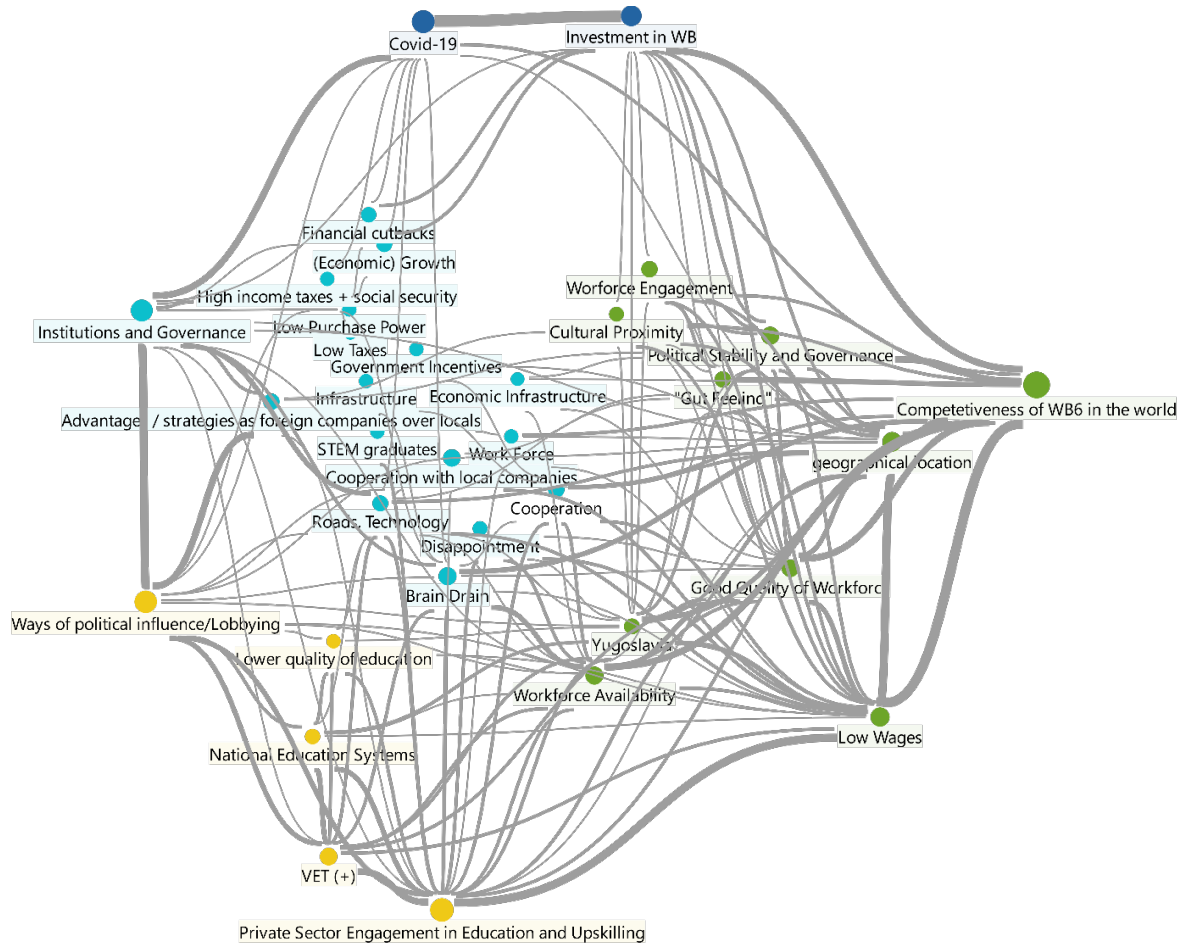 Covid-19
Investment in WB
Financial cutbacks
(Economic) Growth
High income taxes + social security
Worforce Engagement
Institutions and Governance
Low Purchase Power
Cultural Proximity
Low Taxes
Political Stability and Governance
Government Incentives
Infrastructure
Economic Infrastructure
"Gut Feeling"
Competetiveness of WB6 in the world
Advantages / strategies as foreign companies over locals
STEM graduates
Work Force
geographical location
Cooperation with local companies
Cooperation
Roads, Technology
Disappointment
Good Quality of Workforc
Brain Drain
Ways of political influence/Lobbying
Yugoslavia
Lower quality of education
Workforce Availability
Low Wages
National Education Systems
VET (+)
Private Sector Engagement in Education and Upskilling